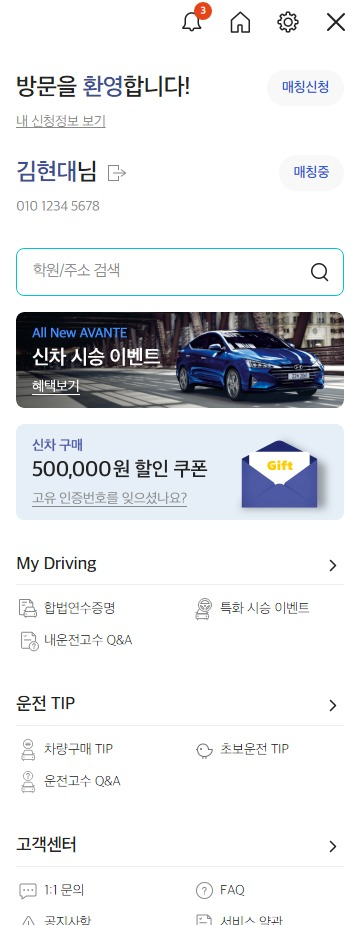 3
방문을 환영합니다!
매칭신청
내 신청정보 보기
김현대님
매칭중
010 1234 5678
학원/주소 검색
All New AVANTE
신차 시승 이벤트
혜택보기
신차 구매
500,000원 할인 쿠폰
Gift
고유 인증번호를 잊으셨나요?
My Driving
합법연수증명
특화 시승 이벤트
내운전고수 Q&A
운전 TIP
차량구매 TIP
초보운전 TIP
운전고수 Q&A
고객센터
1:1 문의
FAQ
공지사항
서비스 약관